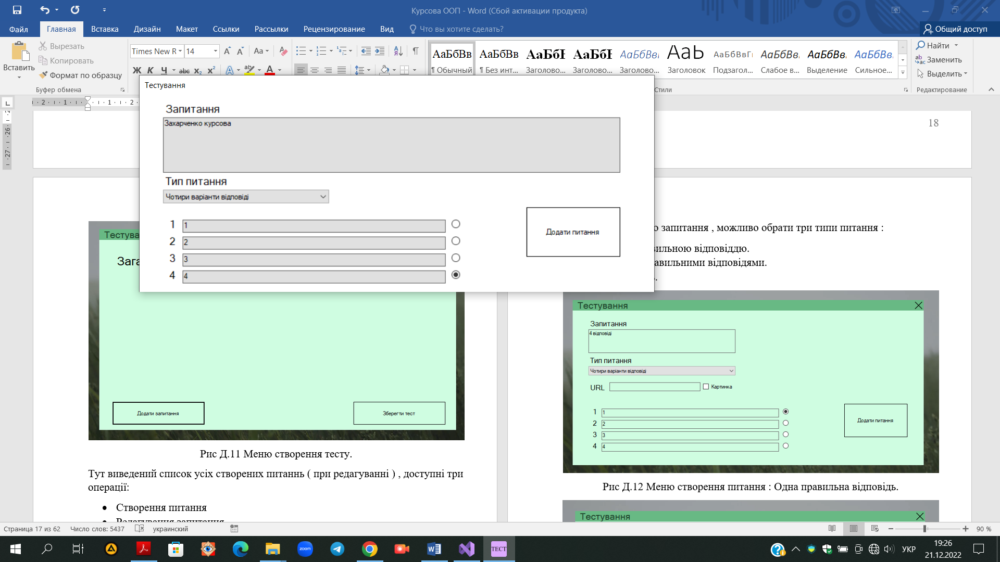 Курсова ООП - Word (Сбой активации продукта)
Файл
Главная
Вставка
Дизайн
Макет
Ссылки
Рассылки
Рецензирование
Вид
Что вы хотите сделать?
Общий доступ
Вставить
Вырезать
Копировать
Формат по образцу
Буфер обмена
Times New R
14
Aa
Ж К Ч abc x₂ x²
АаБбВв
¶ Обычный
АаБбВв
¶ Без инт...
Заголово...
Заголово...
АаБбВв
Заголово...
АаЬ
Заголовок
АаБбВвГ
Подзагол...
АаБбВв
Слабое в...
АаБбВв
Выделение
АаБбВв
Сильное...
Стили
Найти
Заменить
Выделить
Редактирование
Тестування
Запитання
Захарченко курсова
Тип питання
Чотири варіанти відповіді
1 1
2 2
3 3
4 4
Додати питання
18
Тестува
Зага
Додати запитання
Зберегти тест
Рис Д.11 Меню створення тесту.
Тут виведений список усіх створених питаннь ( при редагуванні ) , доступні три
операції:
• Створення питання
• Редагування запитання
запитання , можливо обрати три типи питання :
відповіддю.
відповідями.
Тестування
Запитання
4 відповіді
Тип питання
Чотири варіанти відповіді
URL
Картинка
1 1
2 2
3 3
4 4
Додати питання
Рис Д.12 Меню створення питання : Одна правильна відповідь.
Тестування
Страница 17 из 62
Число слов: 5437
украинский
90 %
zoom
ТЕСТ
УКР
19:26
21.12.2022